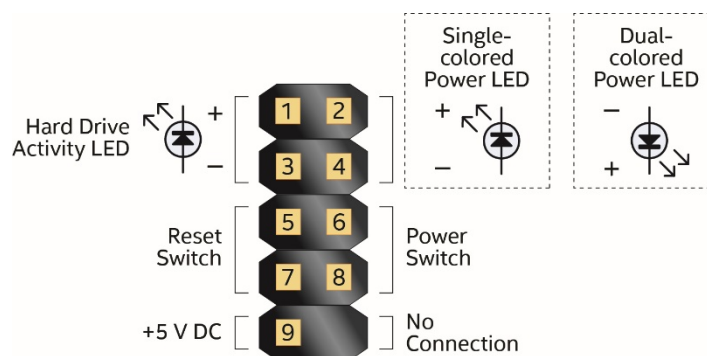 Single-
colored
Power LED
Dual-
colored
Power LED
Hard Drive
Activity LED
+
−
1 2
3 4
+
−
−
+
Reset
Switch
5 6
7 8
Power
Switch
+5 V DC
9
No
Connection